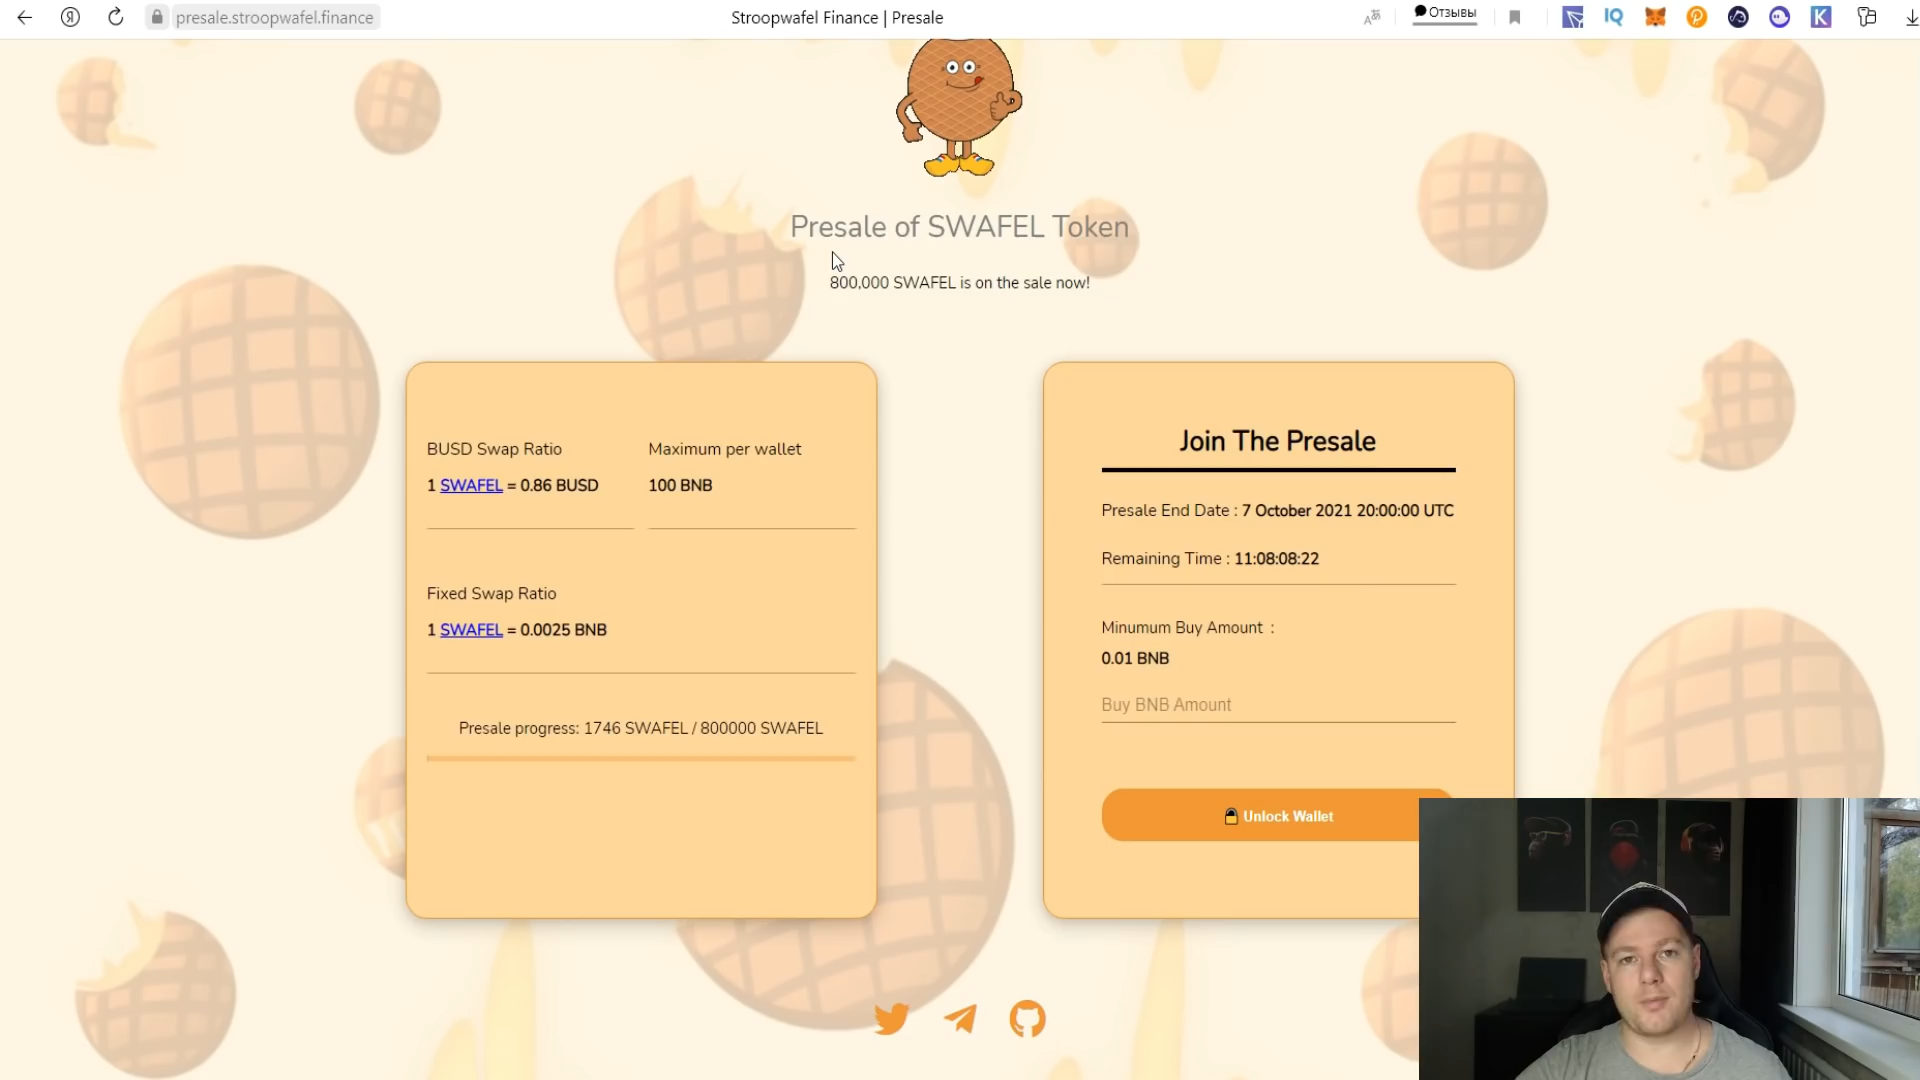 presale.stroopwafel.finance
Stroopwafel Finance | Presale
Отзывы
Presale of SWAFEL Token
800,000 SWAFEL is on the sale now!
BUSD Swap Ratio
1 SWAFEL = 0.86 BUSD
Maximum per wallet
100 BNB
Fixed Swap Ratio
1 SWAFEL = 0.0025 BNB
Presale progress: 1746 SWAFEL / 800000 SWAFEL
Join The Presale
Presale End Date : 7 October 2021 20:00:00 UTC
Remaining Time : 11:08:08:22
Minumum Buy Amount :
0.01 BNB
Buy BNB Amount
Unlock Wallet